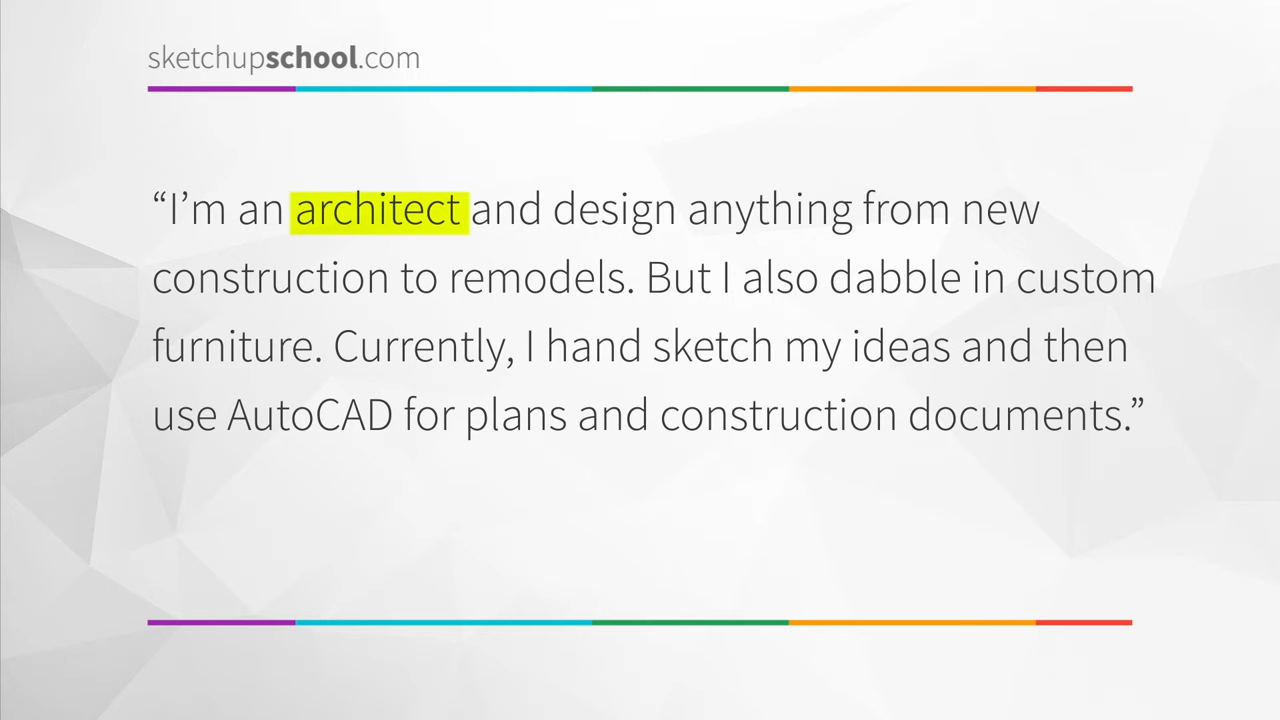 sketchupschool.com
“I’m an architect and design anything from new
construction to remodels. But I also dabble in custom
furniture. Currently, I hand sketch my ideas and then
use AutoCAD for plans and construction documents.”